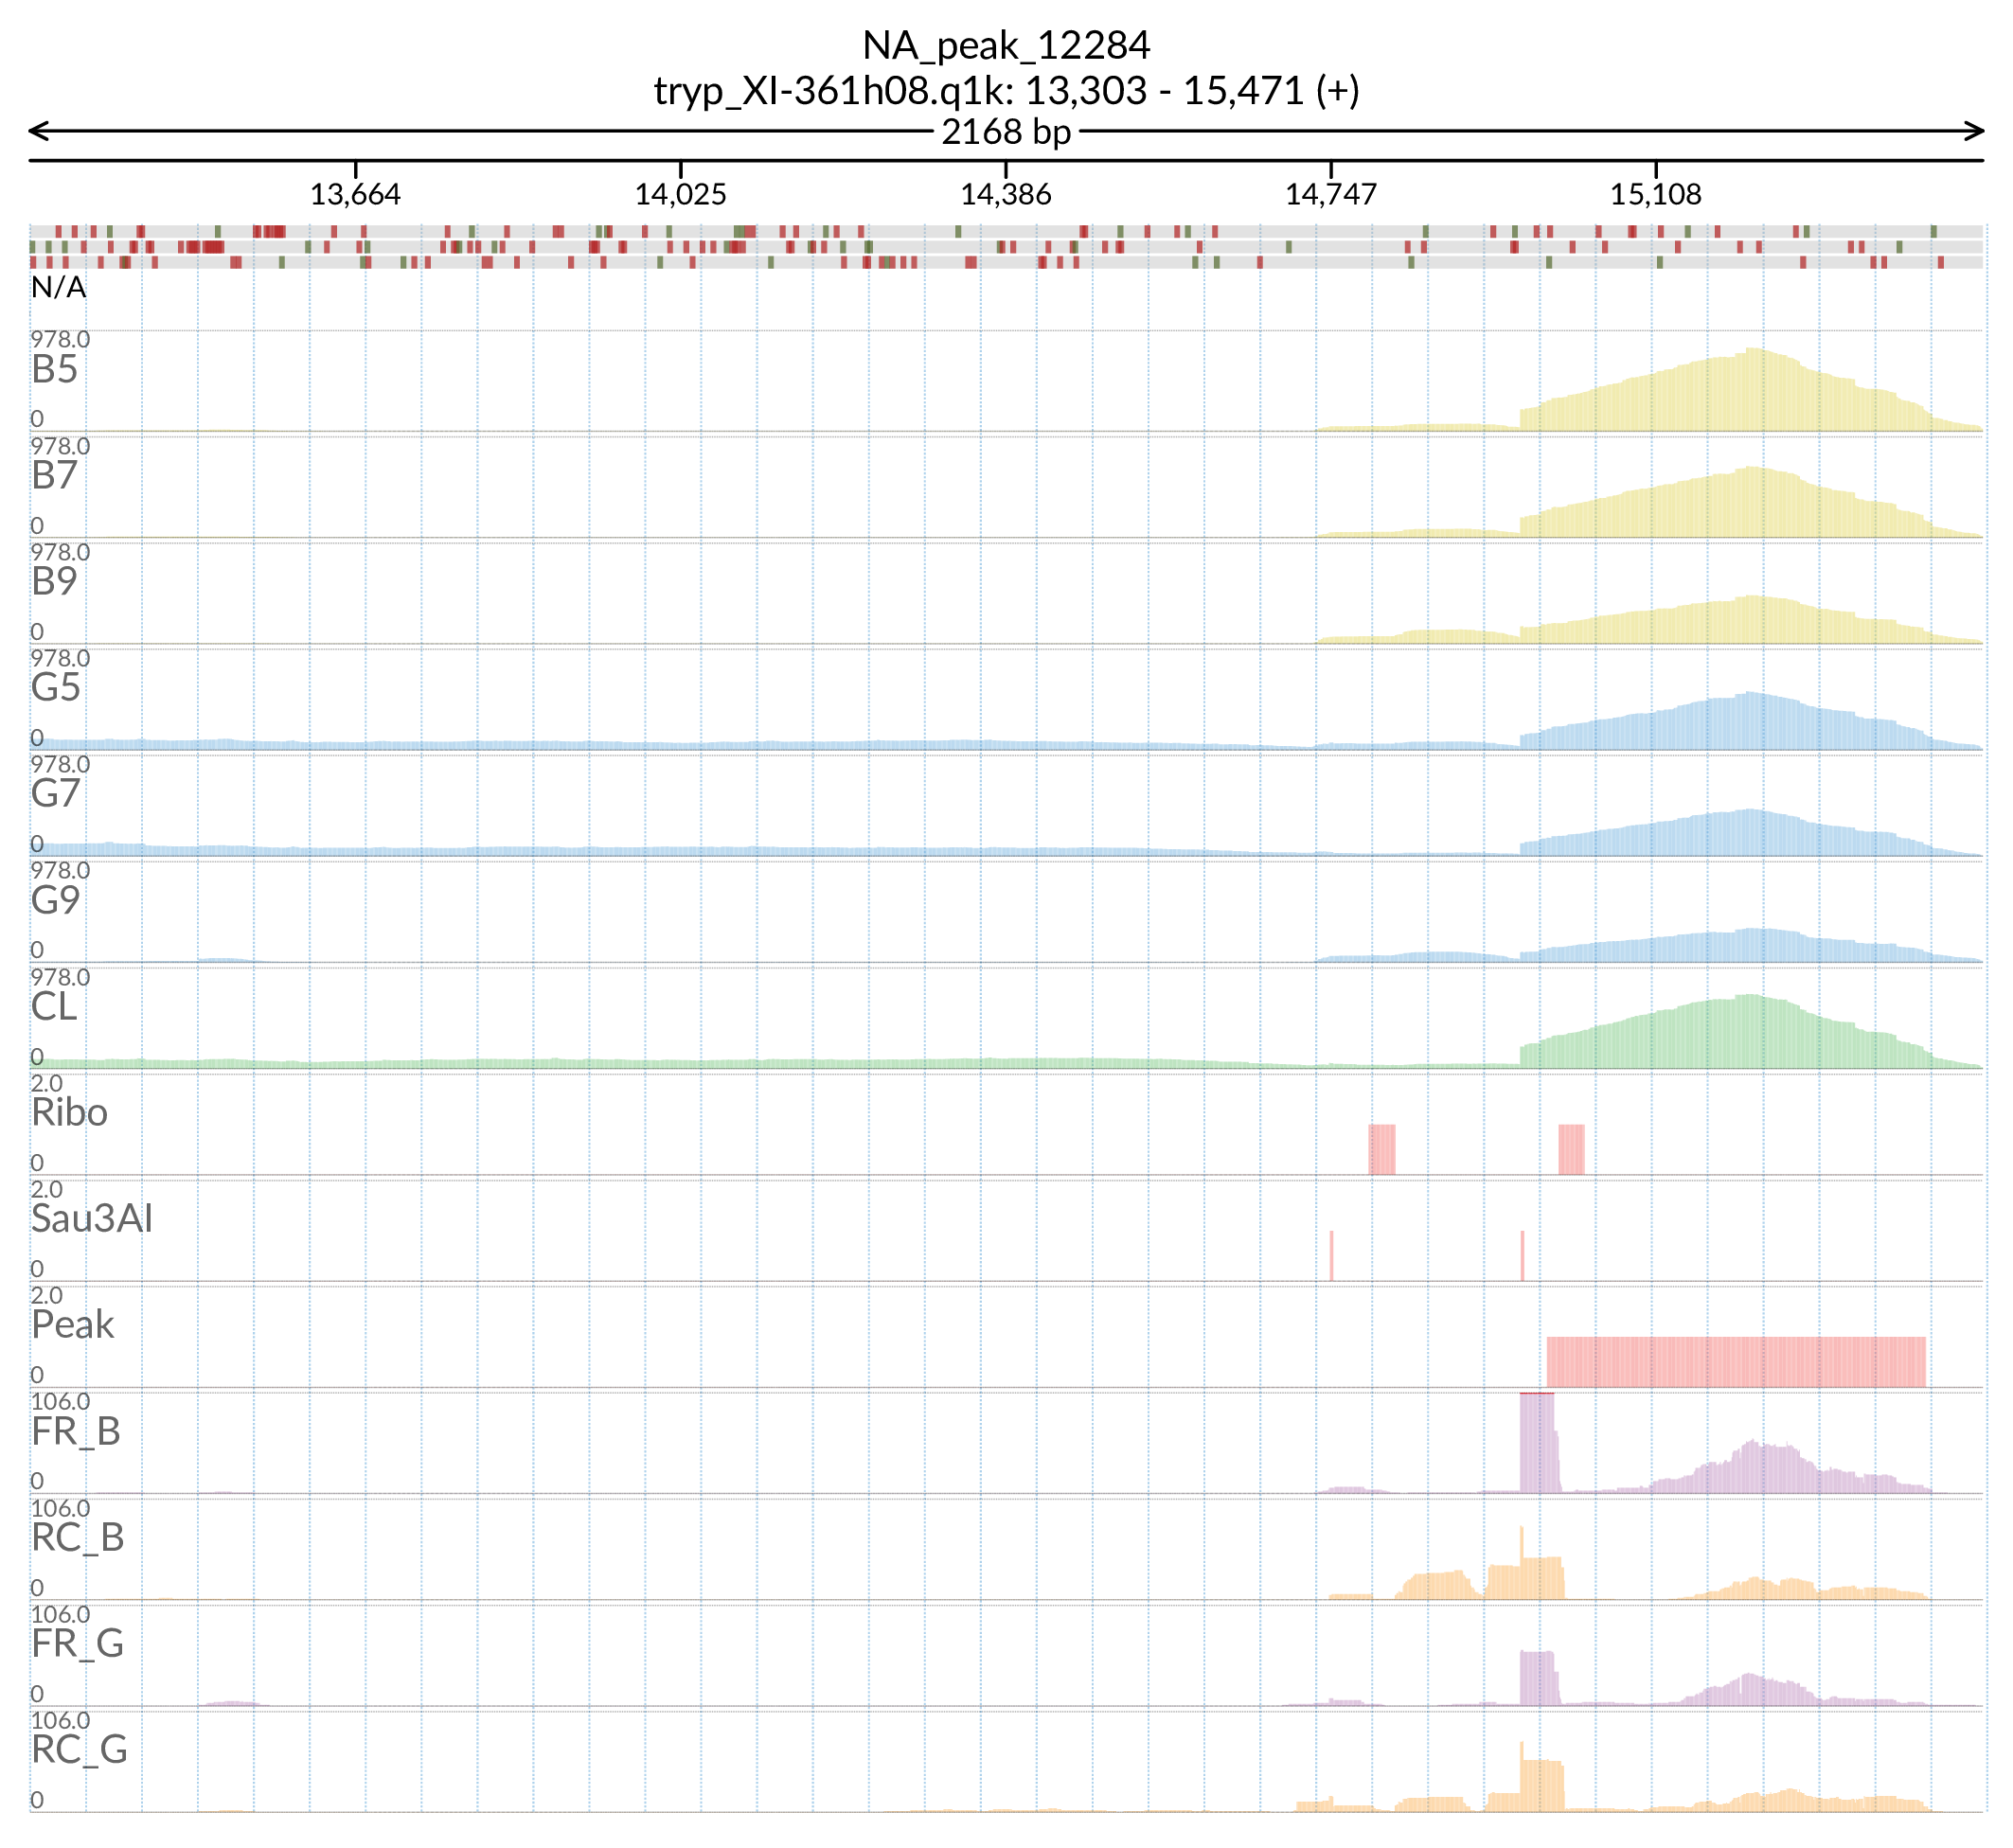 NA_peak_12284
tryp_XI-361h08.q1k: 13,303 - 15,471 (+)
2168 bp
13,664 14,025 14,386 14,747 15,108
N/A
978.0
B5
0
978.0
B7
0
978.0
B9
0
978.0
G5
0
978.0
G7
0
978.0
G9
0
978.0
CL
0
2.0
Ribo
0
2.0
Sau3AI
0
2.0
Peak
0
106.0
FR_B
0
106.0
RC_B
0
106.0
FR_G
0
106.0
RC_G
0